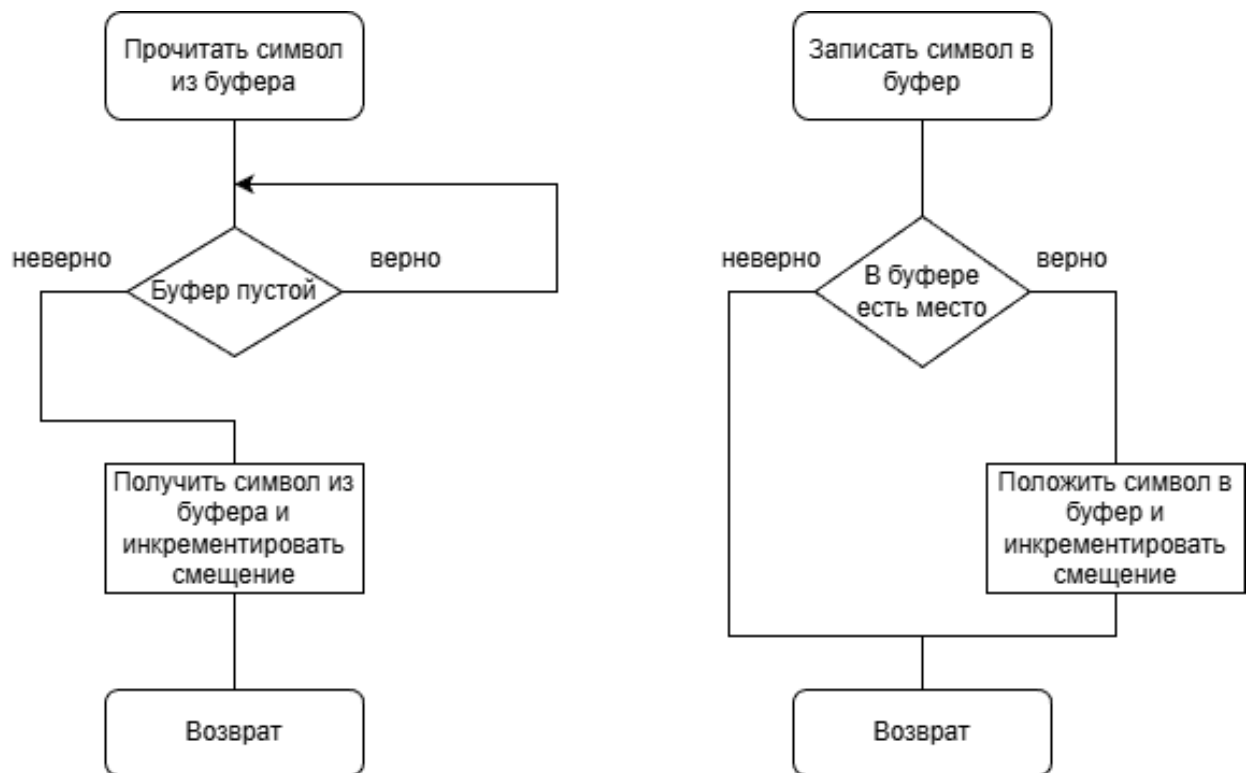 Прочитать символ
из буфера
неверно
верно
Буфер пустой
Получить символ из
буфера и
инкрементировать
смещение
Возврат
Записать символ в
буфер
неверно
верно
В буфере
есть место
Положить символ в
буфер и
инкрементировать
смещение
Возврат